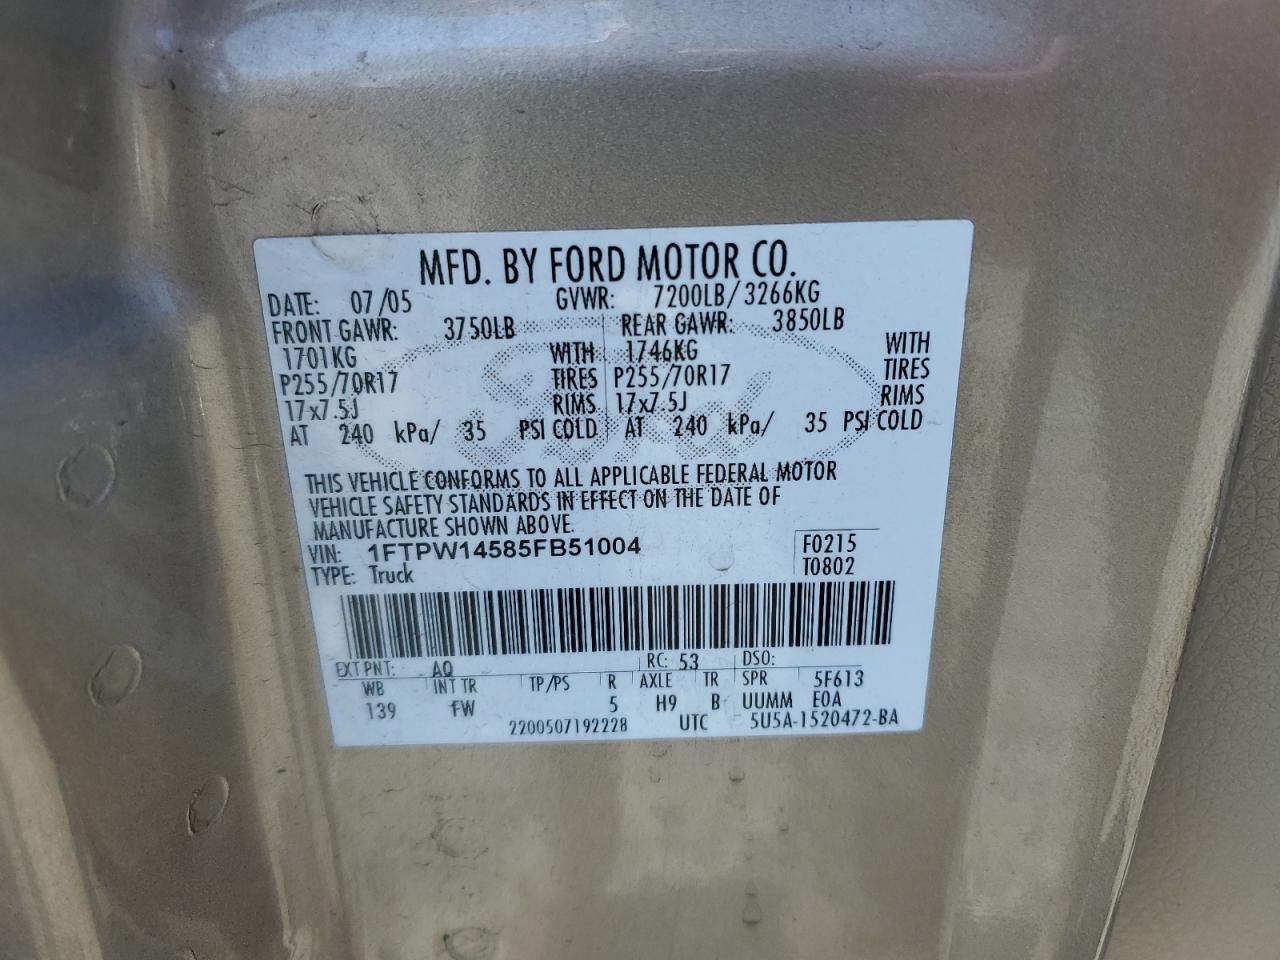 MFD. BY FORD MOTOR CO.
DATE: 07/05 GVWR: 7200LB/3266KG
FRONT GAWR: 3750LB REAR GAWR: 3850LB
1701KG WITH 1746KG WITH
P255/70R17 TIRES P255/70R17 TIRES
17x7.5J RIMS 17x7.5J RIMS
AT 240 kPa/ 35 PSI COLD AT 240 kPa/ 35 PSI COLD
THIS VEHICLE CONFORMS TO ALL APPLICABLE FEDERAL MOTOR
VEHICLE SAFETY STANDARDS IN EFFECT ON THE DATE OF
MANUFACTURE SHOWN ABOVE.
VIN: 1FTPW14585FB51004 F0215
TYPE: Truck T0802
EXT PNT: AQ RC: 53 DSO:
WB INT TR TP/PS R AXLE TR SPR 5F613
139 FW 5 H9 B UUMM E0A
2200507192228 UTC 5U5A-1520472-BA